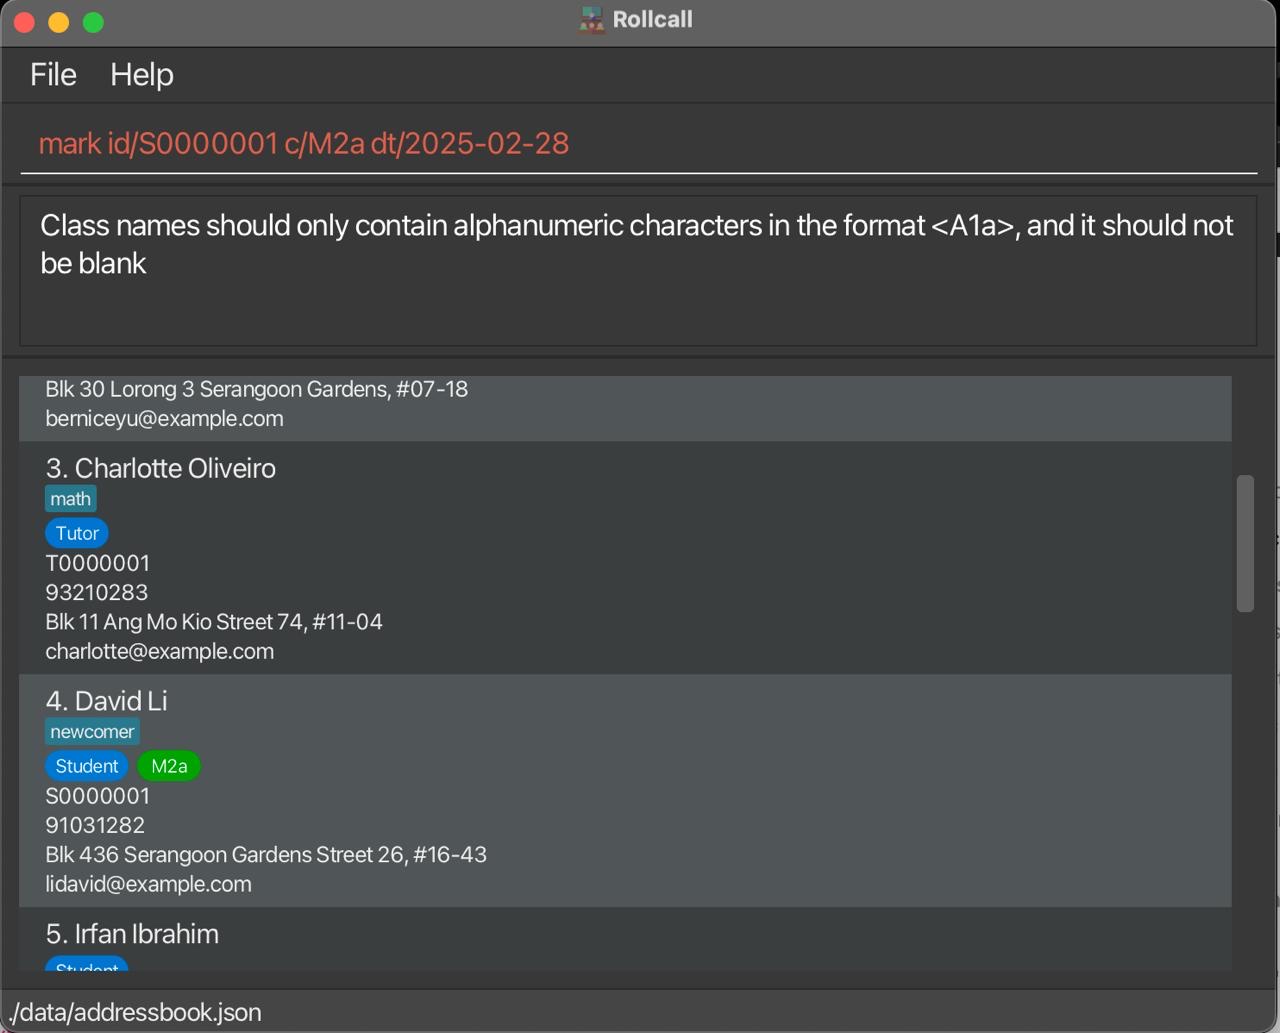 Rollcall
File Help
mark id/S0000001 c/M2a dt/2025-02-28
Class names should only contain alphanumeric characters in the format <A1a>, and it should not
be blank
Blk 30 Lorong 3 Serangoon Gardens, #07-18
berniceyu@example.com
3. Charlotte Oliveiro
math
Tutor
T0000001
93210283
Blk 11 Ang Mo Kio Street 74, #11-04
charlotte@example.com
4. David Li
newcomer
Student M2a
S0000001
91031282
Blk 436 Serangoon Gardens Street 26, #16-43
lidavid@example.com
5. Irfan Ibrahim
Student
./data/addressbook.json